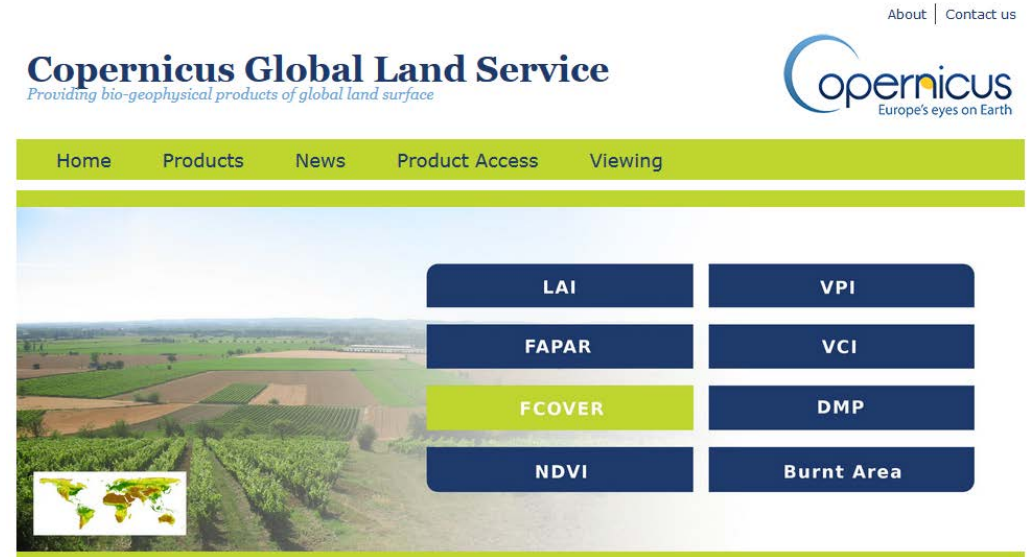 About | Contact us
Copernicus Global Land Service
Providing bio-geophysical products of global land surface
opernicus
Europe's eyes on Earth
Home Products News Product Access Viewing
LAI VPI
FAPAR VCI
FCOVER DMP
NDVI Burnt Area